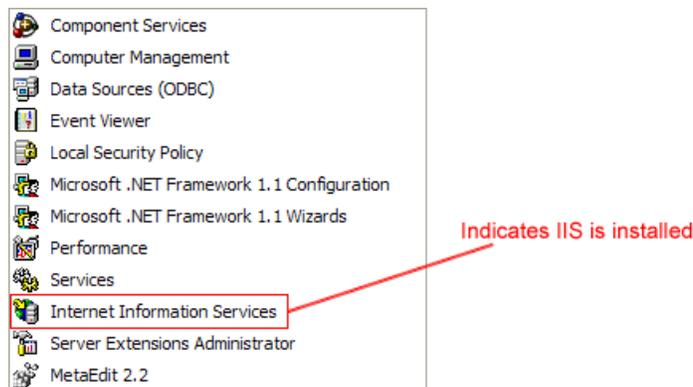 Component Services
Computer Management
Data Sources (ODBC)
Event Viewer
Local Security Policy
Microsoft .NET Framework 1.1 Configuration
Microsoft .NET Framework 1.1 Wizards
Performance
Indicates IIS is installed
Services
Internet Information Services
Server Extensions Administrator
MetaEdit 2.2